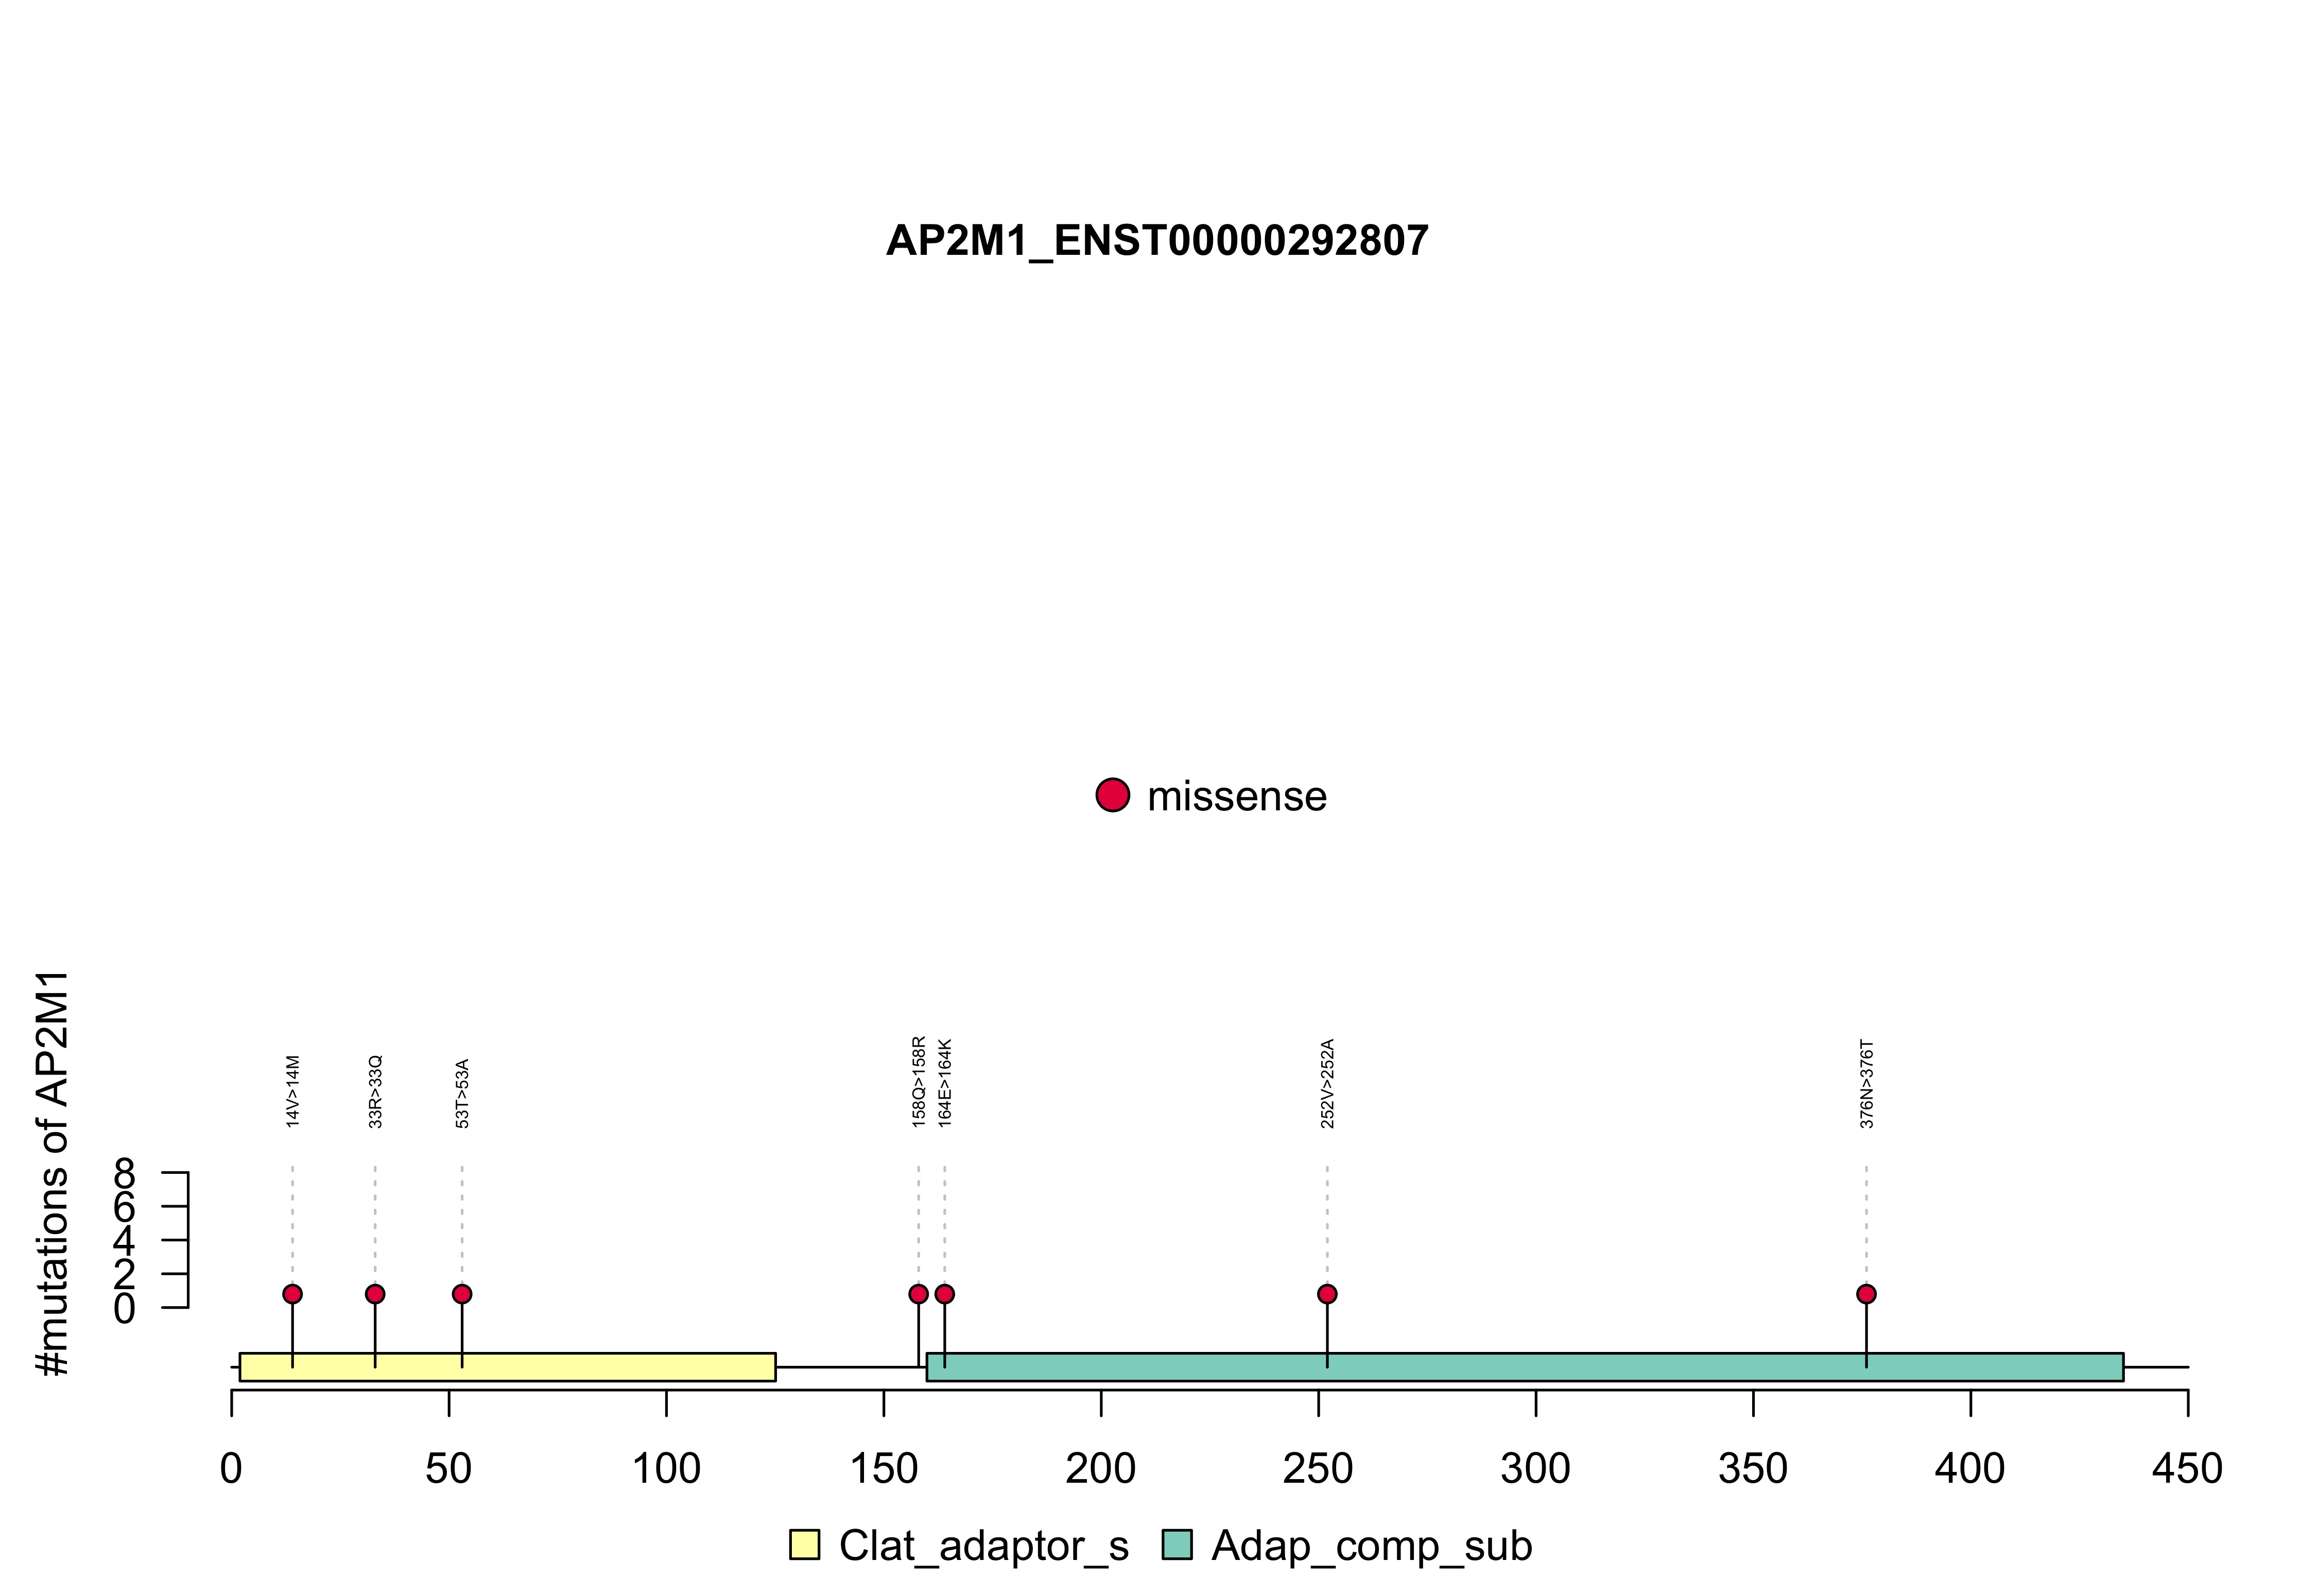 AP2M1_ENST00000292807
missense
#mutations of AP2M1
14V>14M
33R>33Q
53T>53A
158Q>158R
164E>164K
252V>252A
376N>376T
8
6
4
2
0
0 50 100 150 200 250 300 350 400 450
Clat_adaptor_s Adap_comp_sub